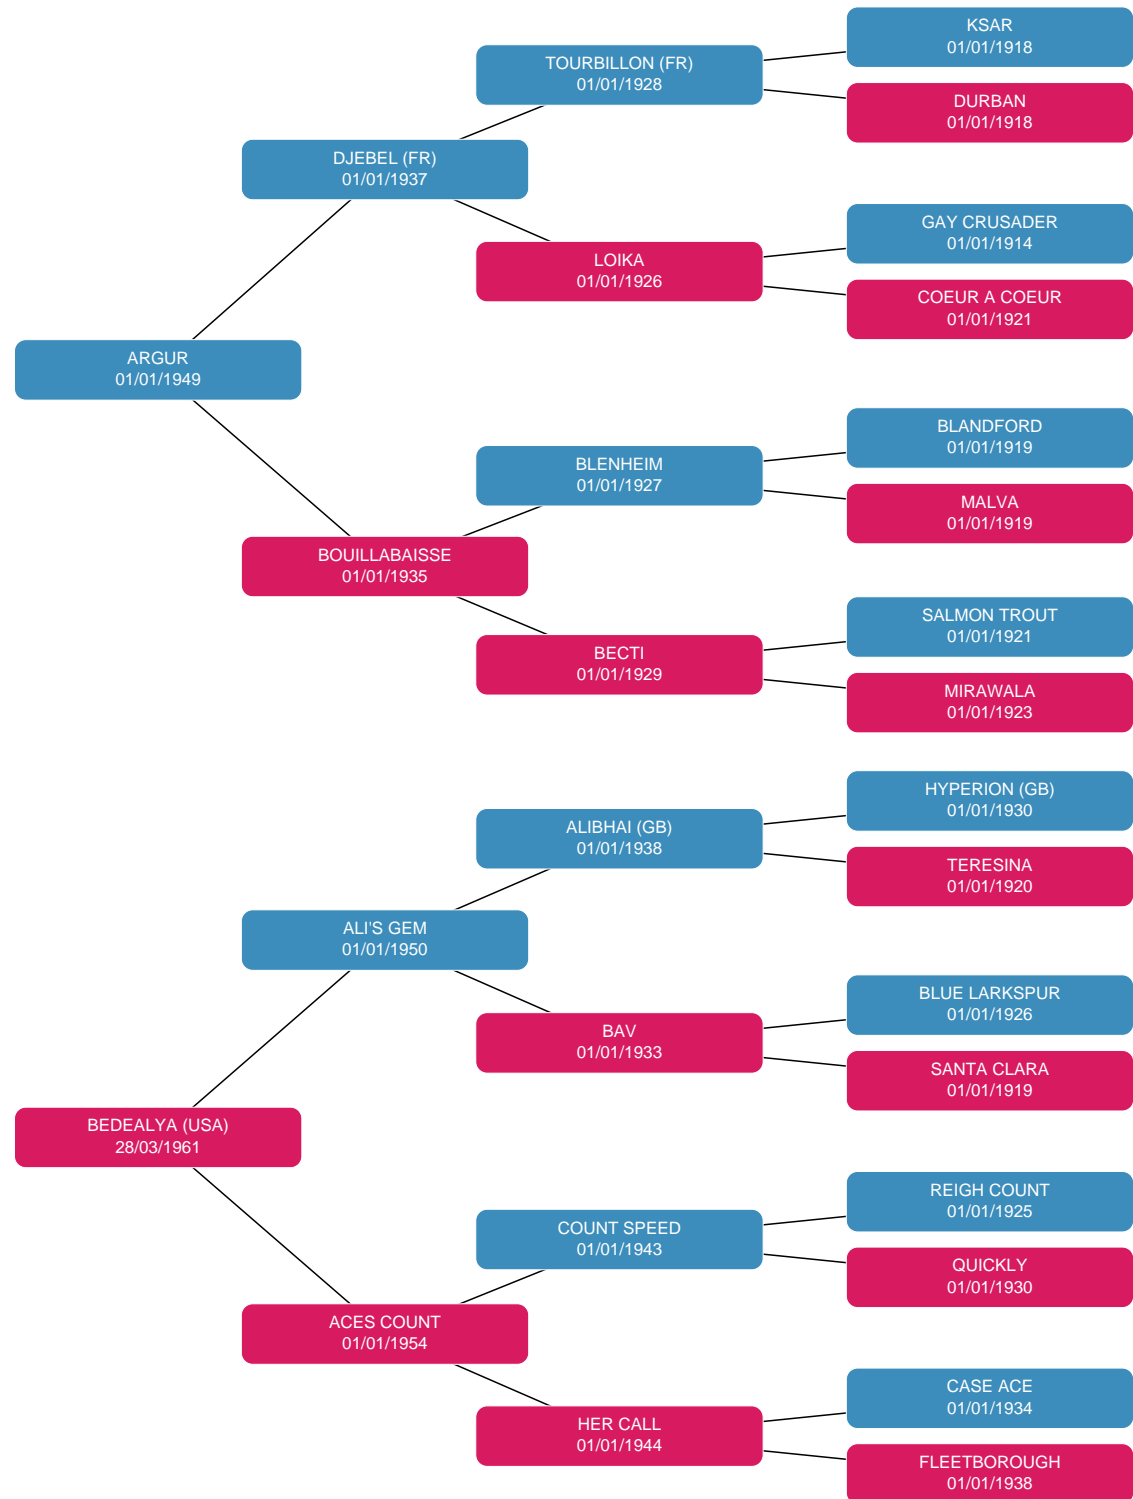 KSAR
01/01/1918
TOURBILLON (FR)
01/01/1928
DURBAN
01/01/1918
DJEBEL (FR)
01/01/1937
GAY CRUSADER
01/01/1914
LOIKA
01/01/1926
COEUR A COEUR
01/01/1921
ARGUR
01/01/1949
BLANDFORD
01/01/1919
BLENHEIM
01/01/1927
MALVA
01/01/1919
BOUILLABAISSE
01/01/1935
SALMON TROUT
01/01/1921
BECTI
01/01/1929
MIRAWALA
01/01/1923
HYPERION (GB)
01/01/1930
ALIBHAI (GB)
01/01/1938
TERESINA
01/01/1920
ALI'S GEM
01/01/1950
BLUE LARKSPUR
01/01/1926
BAV
01/01/1933
SANTA CLARA
01/01/1919
BEDEALYA (USA)
28/03/1961
REIGH COUNT
01/01/1925
COUNT SPEED
01/01/1943
QUICKLY
01/01/1930
ACES COUNT
01/01/1954
CASE ACE
01/01/1934
HER CALL
01/01/1944
FLEETBOROUGH
01/01/1938